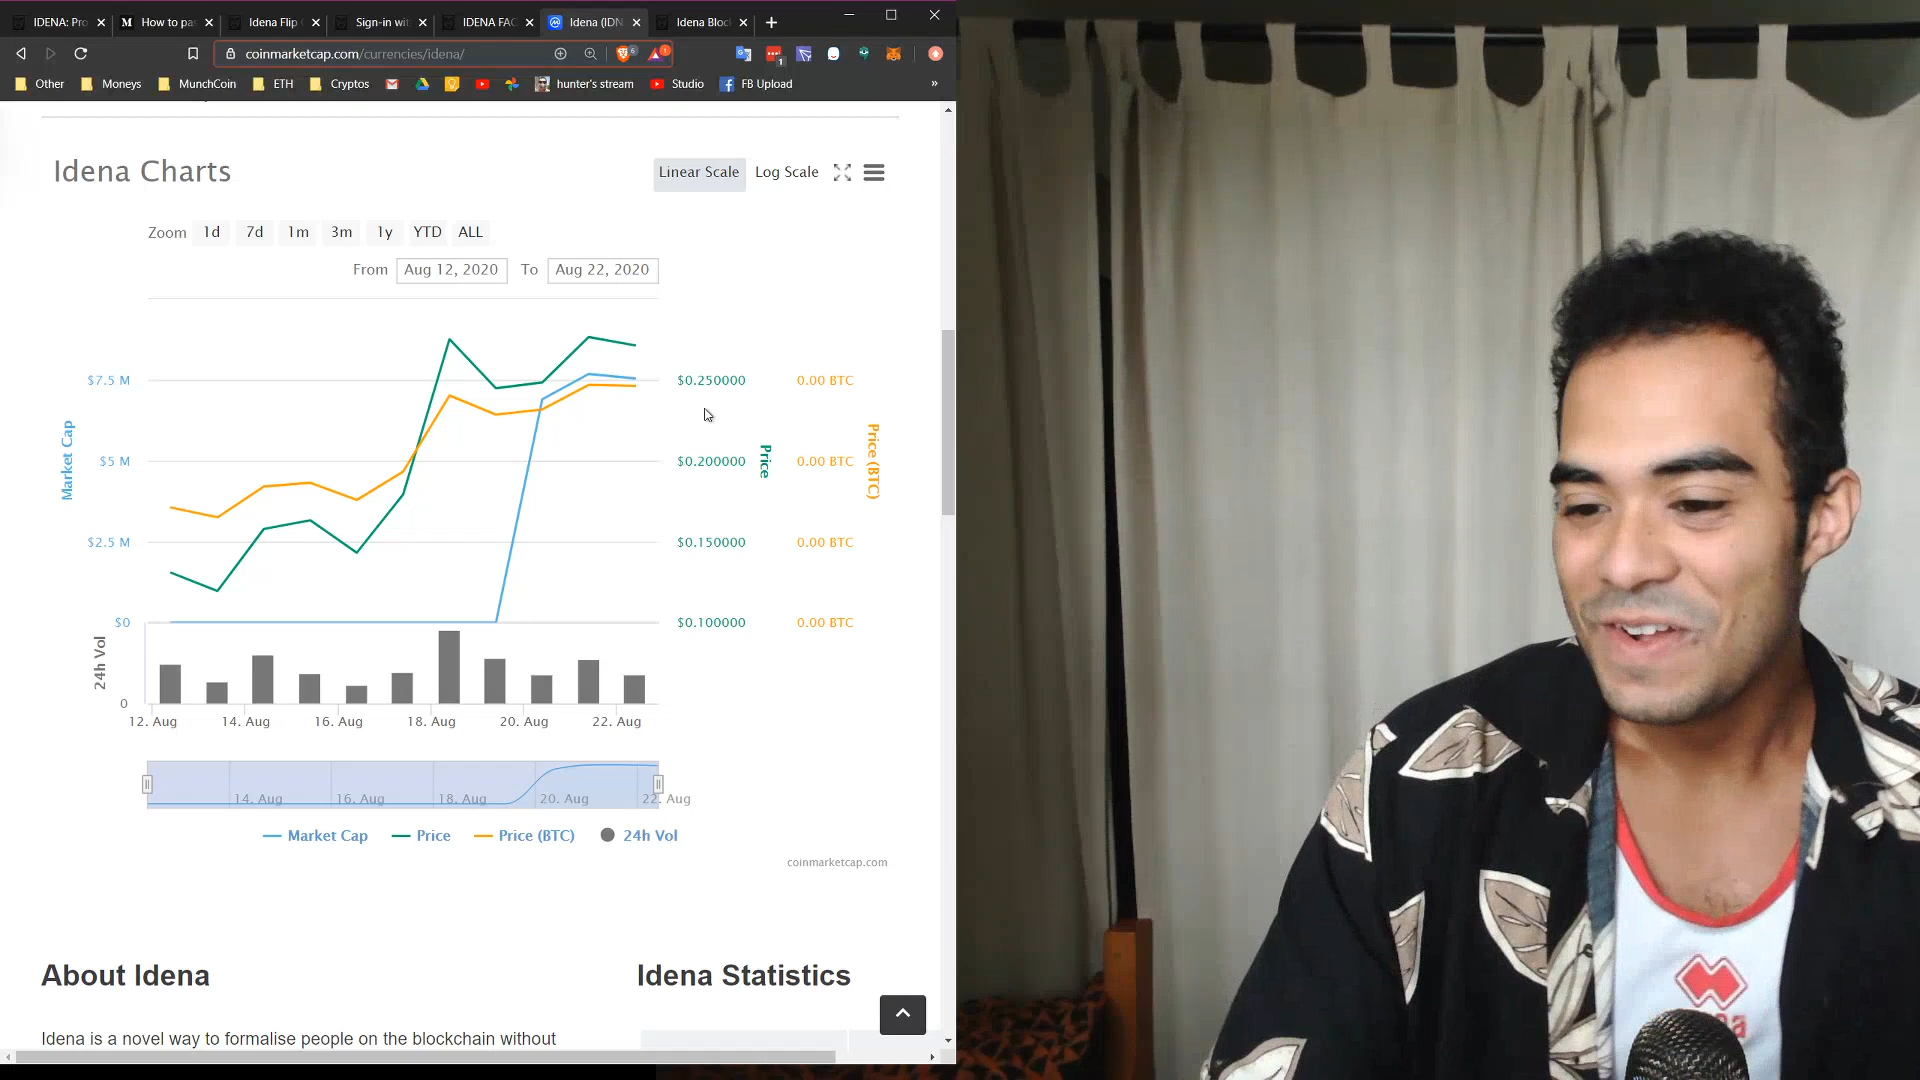 IDENA: Pro
How to pa
Idena Flip
Sign-in wit
IDENA FAC
Idena (IDN
Idena Bloc
coinmarketcap.com/currencies/idena/
6
1
1
Other
Moneys
MunchCoin
ETH
Cryptos
hunter's stream
Studio
FB Upload
»
Idena Charts
Linear Scale
Log Scale
Zoom 1d 7d 1m 3m 1y YTD ALL
From Aug 12, 2020 To Aug 22, 2020
$7.5 M
$5 M
$2.5 M
$0
Market Cap
$0.250000
$0.200000
$0.150000
$0.100000
Price
0.00 BTC
0.00 BTC
0.00 BTC
0.00 BTC
Price (BTC)
24h Vol
0
12. Aug 14. Aug 16. Aug 18. Aug 20. Aug 22. Aug
14. Aug 16. Aug 18. Aug 20. Aug 22. Aug
Market Cap Price Price (BTC) 24h Vol
coinmarketcap.com
About Idena
Idena Statistics
Idena is a novel way to formalise people on the blockchain without